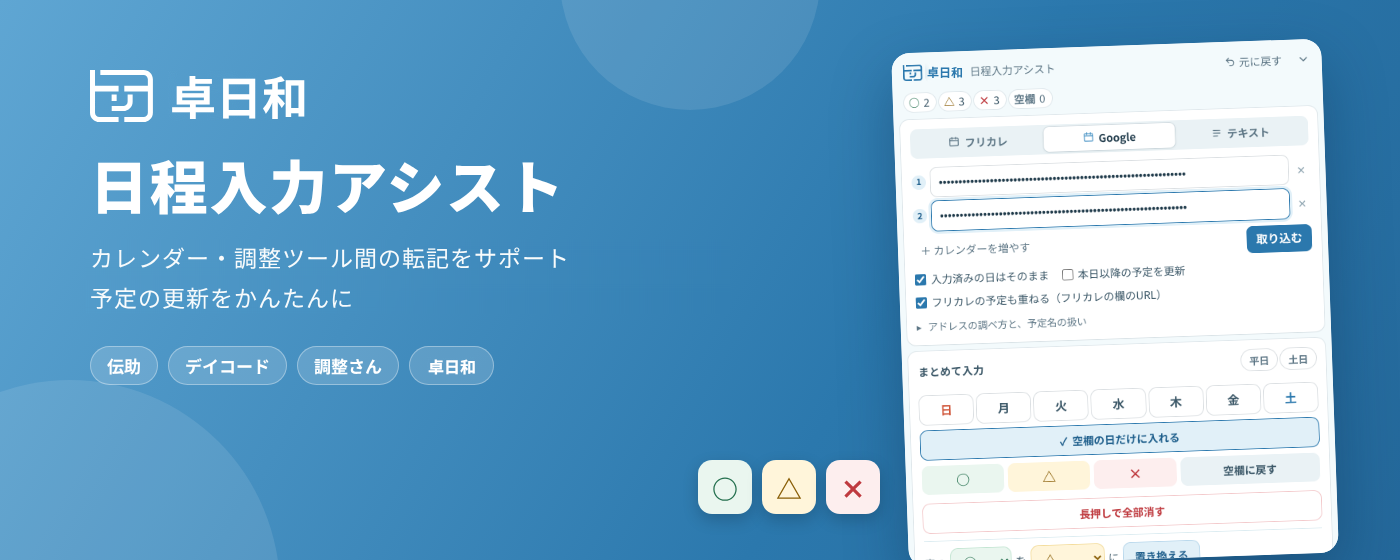 卓日和
日程入力アシスト
カレンダー・調整ツール間の転記をサポート
予定の更新をかんたんに
伝助 デイコード 調整さん 卓日和
○ △ ✕
卓日和 日程入力アシスト 元に戻す
○ 2 △ 3 ✕ 3 空欄 0
フリカレ Google テキスト
1 •••••••••••••••••••••••••••••••••••••••••••••••••••••••••••• ×
2 •••••••••••••••••••••••••••••••••••••••••••••••••••••••••••• ×
＋ カレンダーを増やす 取り込む
入力済みの日はそのまま 本日以降の予定を更新
フリカレの予定も重ねる（フリカレの欄のURL）
▸ アドレスの調べ方と、予定名の扱い
まとめて入力 平日 土日
日 月 火 水 木 金 土
✓ 空欄の日だけに入れる
○ △ ✕ 空欄に戻す
長押しで全部消す
○ を △ に 置き換える